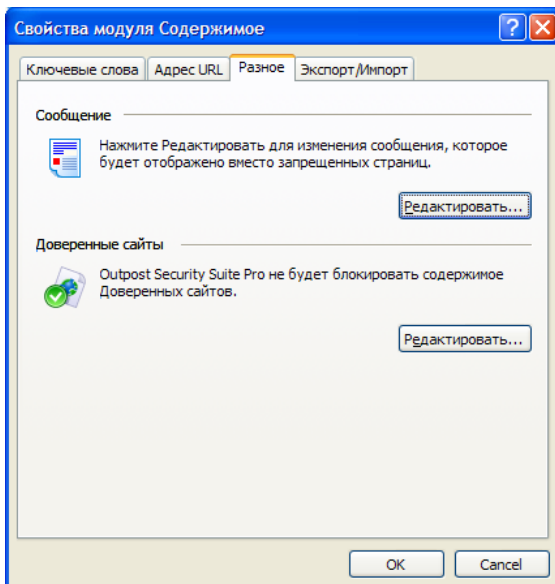 Свойства модуля Содержимое
Ключевые слова Адрес URL Разное Экспорт/Импорт
Сообщение
Нажмите Редактировать для изменения сообщения, которое
будет отображено вместо запрещенных страниц.
Редактировать...
Доверенные сайты
Outpost Security Suite Pro не будет блокировать содержимое
Доверенных сайтов.
Редактировать...
OK Cancel